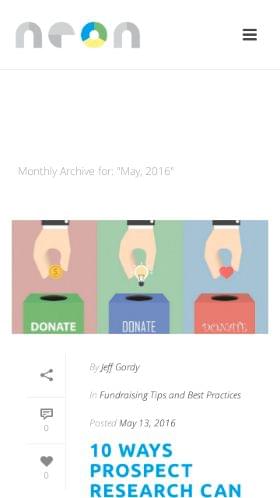 neon
Monthly Archive for: "May, 2016"
DONATE
DONATE
DONATE
By Jeff Gordy
In Fundraising Tips and Best Practices
Posted May 13, 2016
0
0
10 WAYS
PROSPECT
RESEARCH CAN